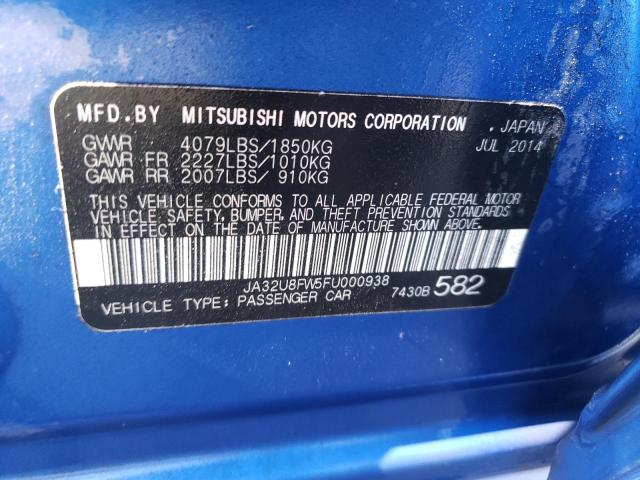 MFD.BY MITSUBISHI MOTORS CORPORATION
, JAPAN
GVWR 4079LBS/1850KG JUL 2014
GAWR FR 2227LBS/1010KG
GAWR RR 2007LBS/ 910KG
THIS VEHICLE CONFORMS TO ALL APPLICABLE FEDERAL MOTOR
VEHICLE SAFETY, BUMPER, AND THEFT PREVENTION STANDARDS
IN EFFECT ON THE DATE OF MANUFACTURE SHOWN ABOVE.
JA32U8FW5FU000938
VEHICLE TYPE: PASSENGER CAR 7430B 582